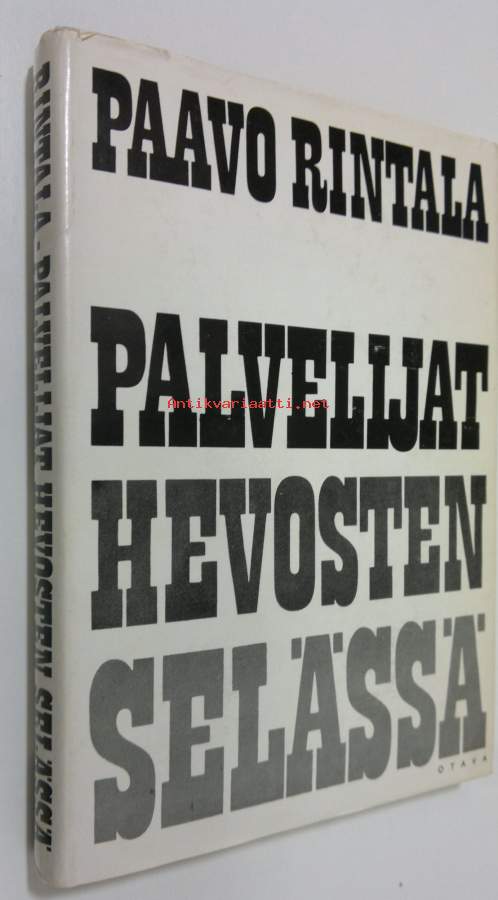 PAAVO RINTALA
PALVELIJAT
HEVOSTEN
SELÄSSÄ
OTAVA
RINTALA - PALVELIJAT HEVOSTEN SELÄSSÄ
Antikvariaatti.net